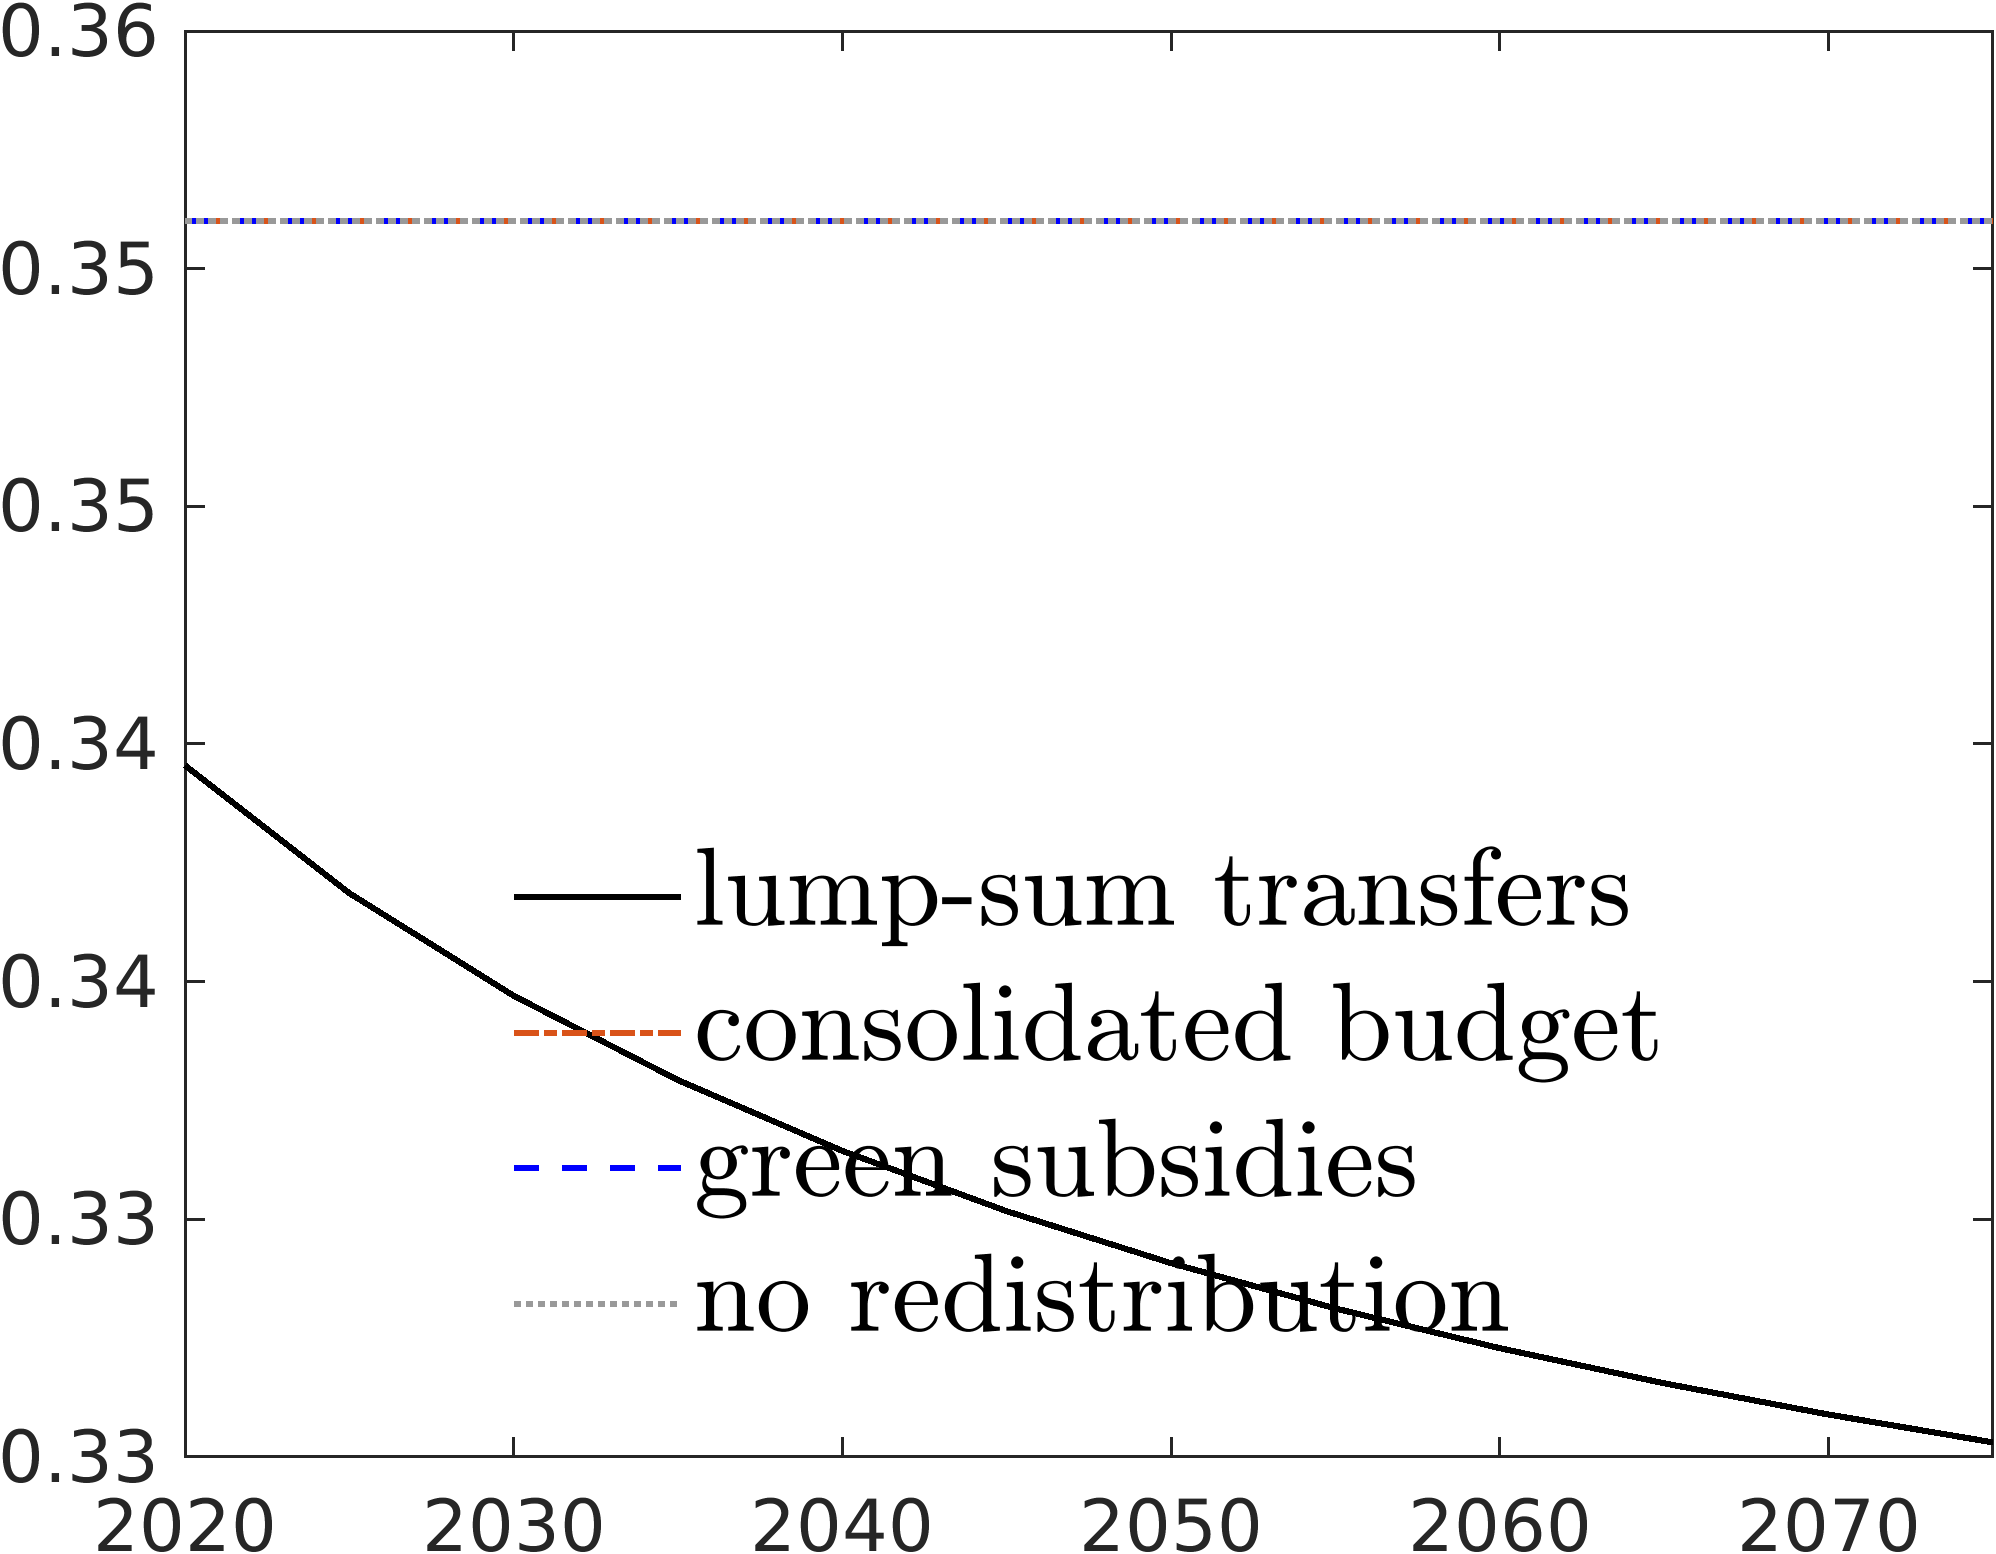 0.36
0.35
0.35
0.34
0.34
0.33
0.33
lump-sum transfers
consolidated budget
green subsidies
no redistribution
2020 2030 2040 2050 2060 2070